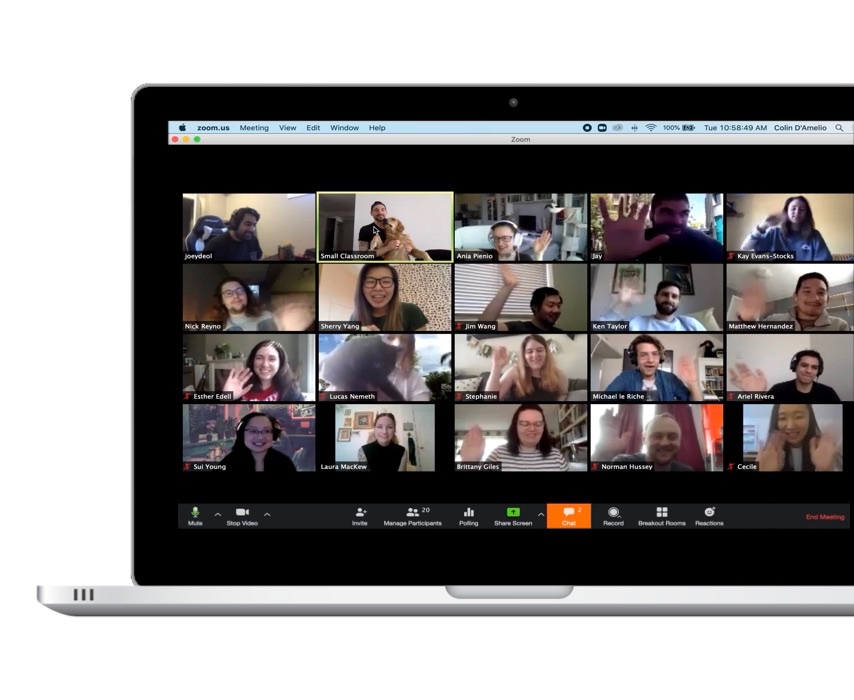 zoom.us Meeting View Edit Window Help 100% Tue 10:58:49 AM Colin D'Amelio
Zoom
joeydeol
Small Classroom
Ania Pienio
Jay
Kay Evans-Stocks
Nick Reyno
Sherry Yang
Jim Wang
Ken Taylor
Matthew Hernandez
Esther Edell
Lucas Nemeth
Stephanie
Michael le Riche
Ariel Rivera
Sui Young
Laura MacKew
Brittany Giles
Norman Hussey
Cecile
20 2
Mute Stop Video Invite Manage Participants Polling Share Screen Chat Record Breakout Rooms Reactions End Meeting